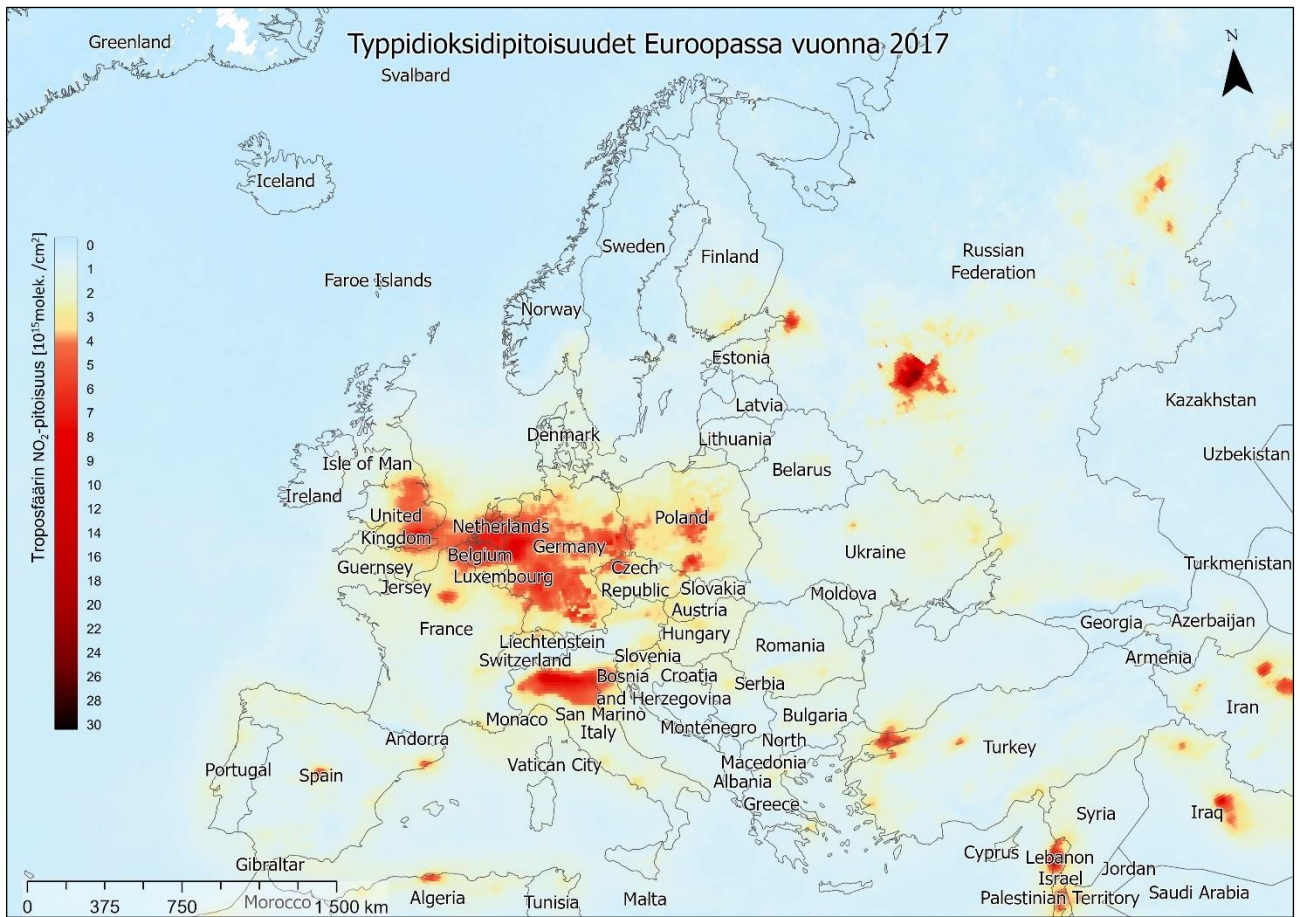 Typpidioksidipitoisuudet Euroopassa vuonna 2017
N
Greenland
Svalbard
Iceland
Sweden
Finland
Russian
Federation
Faroe Islands
Norway
Estonia
Latvia
Kazakhstan
Denmark
Lithuania
Uzbekistan
Isle of Man
Belarus
Ireland
United
Kingdom
Netherlands
Poland
Belgium
Germany
Ukraine
Guernsey
Luxembourg
Czech
Republic
Turkmenistan
Jersey
Slovakia
Moldova
Austria
France
Hungary
Georgia
Azerbaijan
Liechtenstein
Switzerland
Slovenia
Romania
Armenia
Bosnia
and Herzegovina
Croatia
Serbia
Iran
Monaco
San Marino
Italy
Montenegro
Bulgaria
Andorra
North
Macedonia
Turkey
Portugal
Spain
Vatican City
Albania
Greece
Syria
Iraq
Gibraltar
Cyprus
Lebanon
Israel
Jordan
Palestinian Territory
Saudi Arabia
Morocco
Algeria
Tunisia
Malta
Troposfäärin NO₂-pitoisuus [10¹⁵molek./cm²]
0
1
2
3
4
5
6
7
8
9
10
12
14
16
18
20
22
24
26
28
30
0 375 750 1 500 km